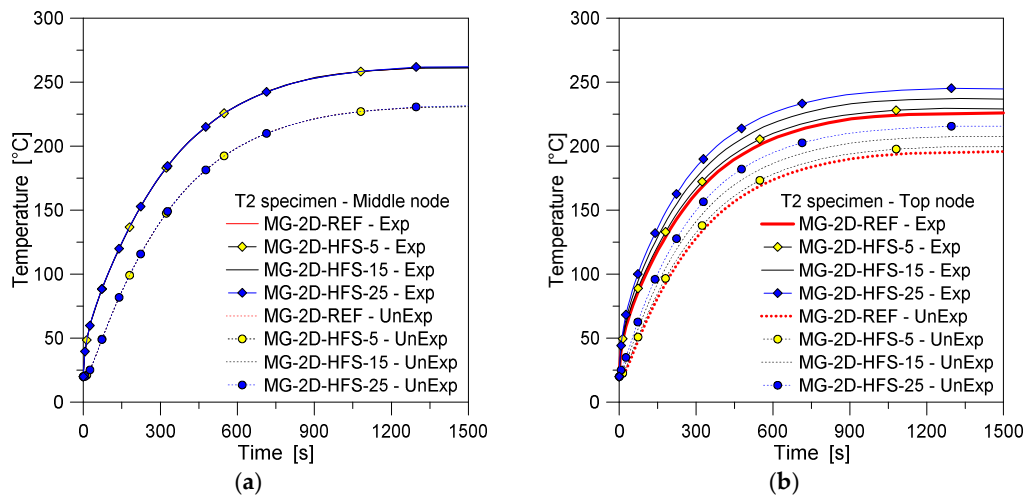 300
250
200
150
100
50
0
Temperature [°C]
T2 specimen - Middle node
MG-2D-REF - Exp
MG-2D-HFS-5 - Exp
MG-2D-HFS-15 - Exp
MG-2D-HFS-25 - Exp
MG-2D-REF - UnExp
MG-2D-HFS-5 - UnExp
MG-2D-HFS-15 - UnExp
MG-2D-HFS-25 - UnExp
0 300 600 900 1200 1500
Time [s]
(a)
300
250
200
150
100
50
0
Temperature [°C]
T2 specimen - Top node
MG-2D-REF - Exp
MG-2D-HFS-5 - Exp
MG-2D-HFS-15 - Exp
MG-2D-HFS-25 - Exp
MG-2D-REF - UnExp
MG-2D-HFS-5 - UnExp
MG-2D-HFS-15 - UnExp
MG-2D-HFS-25 - UnExp
0 300 600 900 1200 1500
Time [s]
(b)